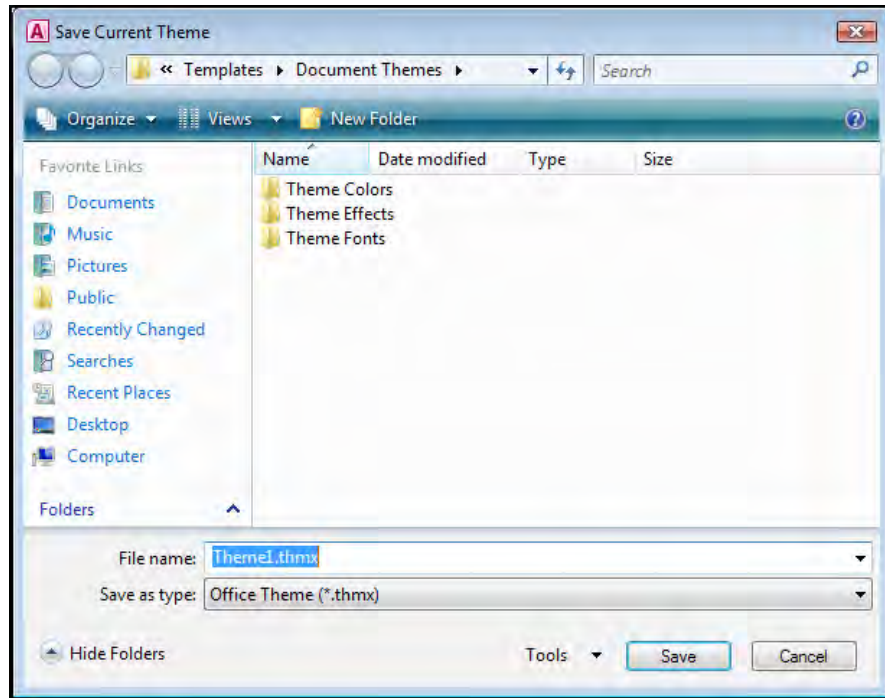 A Save Current Theme
« Templates Document Themes Search
Organize Views New Folder
Favorite Links
Documents
Music
Pictures
Public
Recently Changed
Searches
Recent Places
Desktop
Computer
Folders
Name Date modified Type Size
Theme Colors
Theme Effects
Theme Fonts
File name: Theme1.thmx
Save as type: Office Theme (*.thmx)
Hide Folders Tools Save Cancel